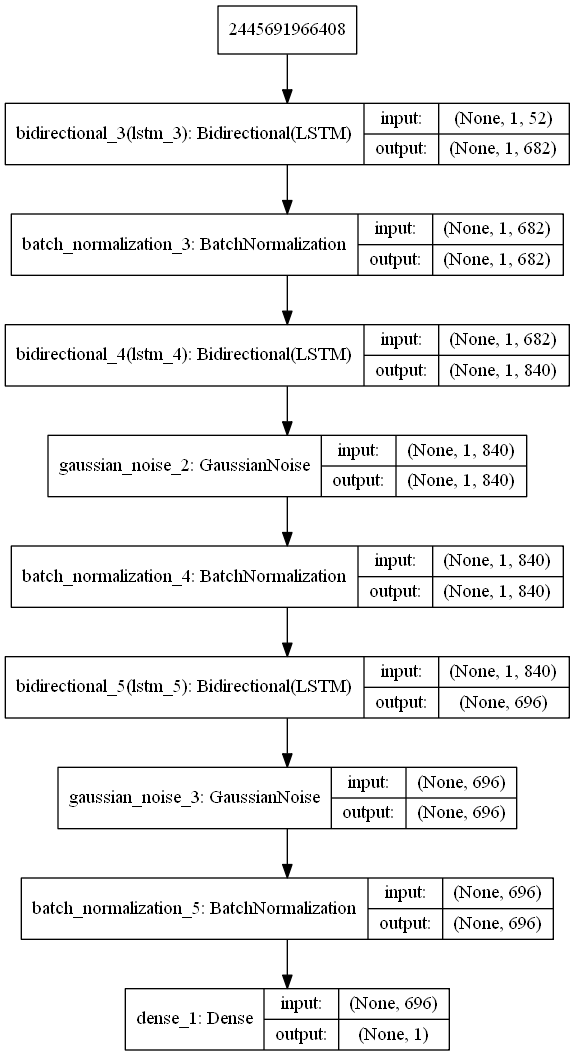 2445691966408
bidirectional_3(lstm_3): Bidirectional(LSTM)
input: (None, 1, 52)
output: (None, 1, 682)
batch_normalization_3: BatchNormalization
input: (None, 1, 682)
output: (None, 1, 682)
bidirectional_4(lstm_4): Bidirectional(LSTM)
input: (None, 1, 682)
output: (None, 1, 840)
gaussian_noise_2: GaussianNoise
input: (None, 1, 840)
output: (None, 1, 840)
batch_normalization_4: BatchNormalization
input: (None, 1, 840)
output: (None, 1, 840)
bidirectional_5(lstm_5): Bidirectional(LSTM)
input: (None, 1, 840)
output: (None, 696)
gaussian_noise_3: GaussianNoise
input: (None, 696)
output: (None, 696)
batch_normalization_5: BatchNormalization
input: (None, 696)
output: (None, 696)
dense_1: Dense
input: (None, 696)
output: (None, 1)